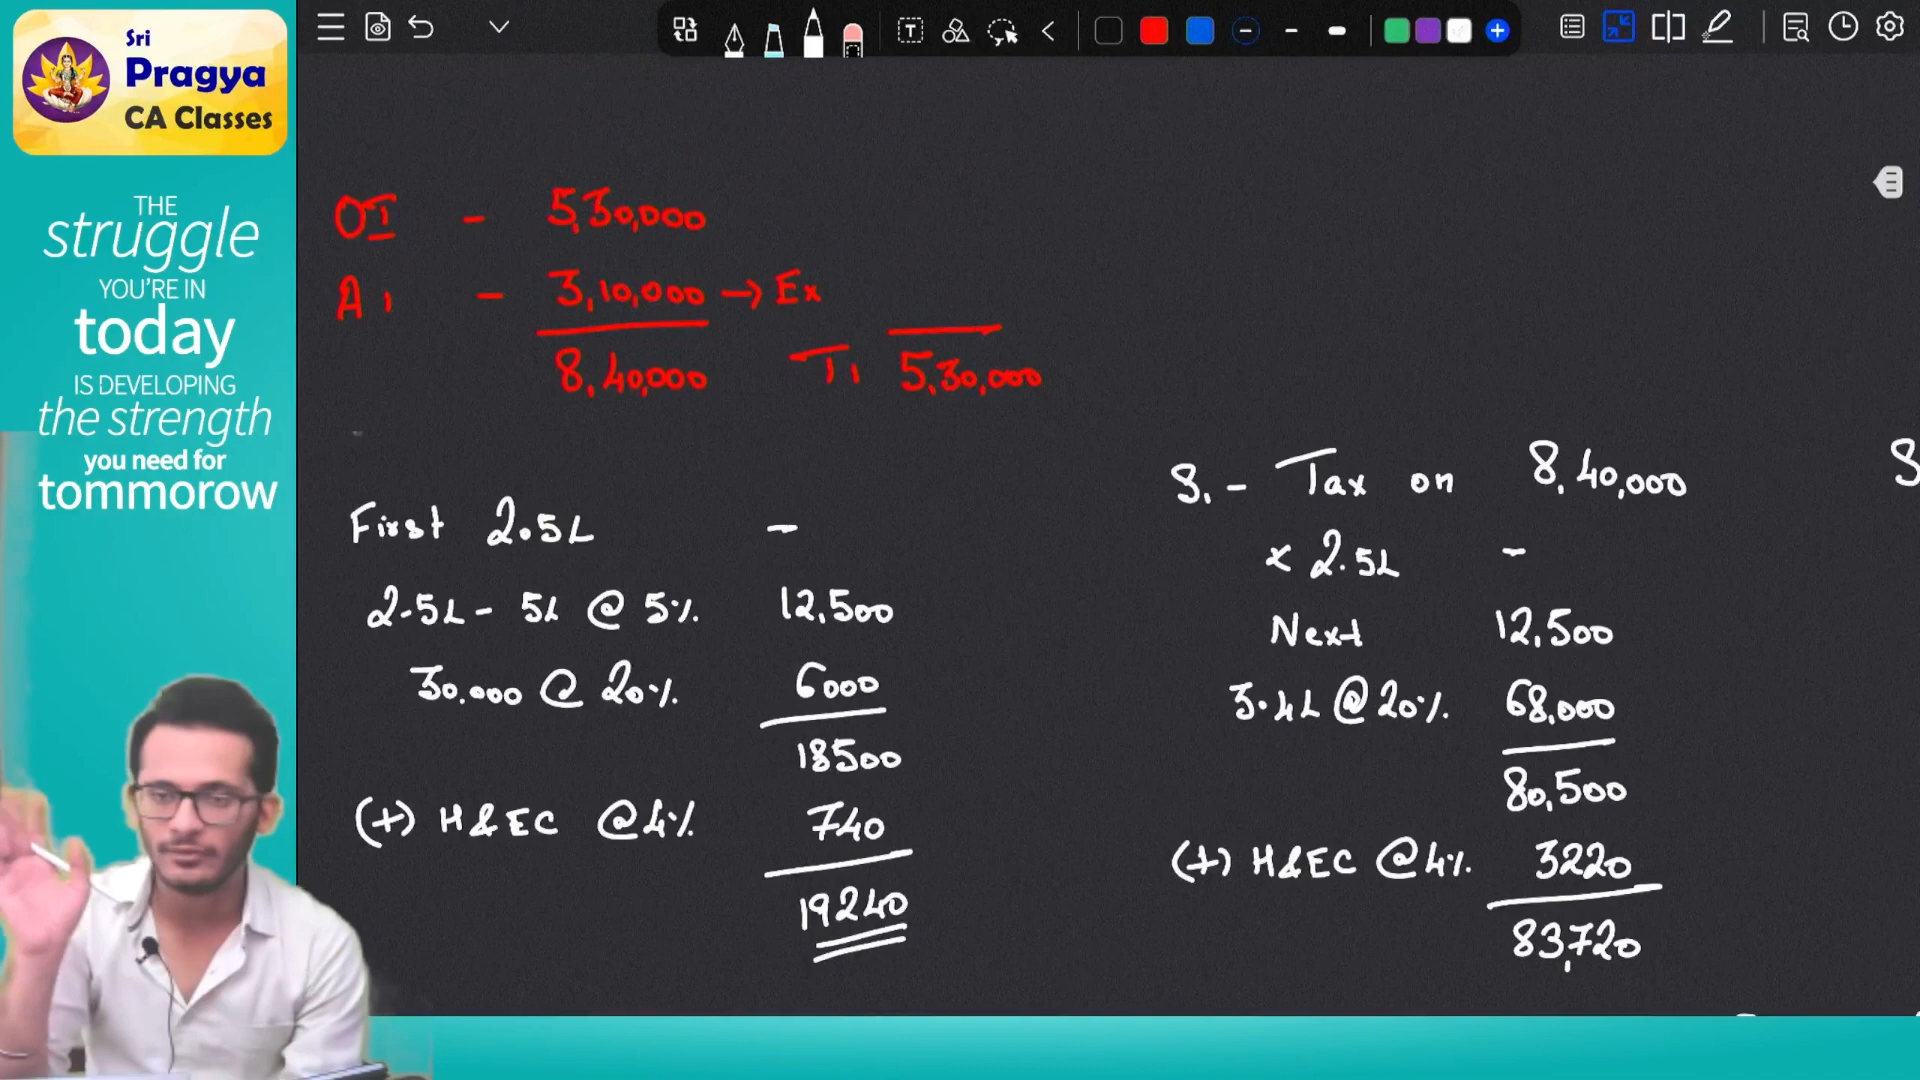 Sri
Pragya
CA Classes
THE
struggle
YOU'RE IN
today
IS DEVELOPING
the strength
you need for
tommorow
OI - 5,30,000
AI - 3,10,000 → Ex
8,40,000 TI 5,30,000
First 2.5L -
2.5L - 5L @ 5% 12,500
30,000 @ 20% 6000
18500
(+) H&EC @4% 740
19240
S1 - Tax on 8,40,000
x 2.5L -
Next 12,500
3.4L @ 20% 68,000
80,500
(+) H&EC @4% 3220
83,720
S